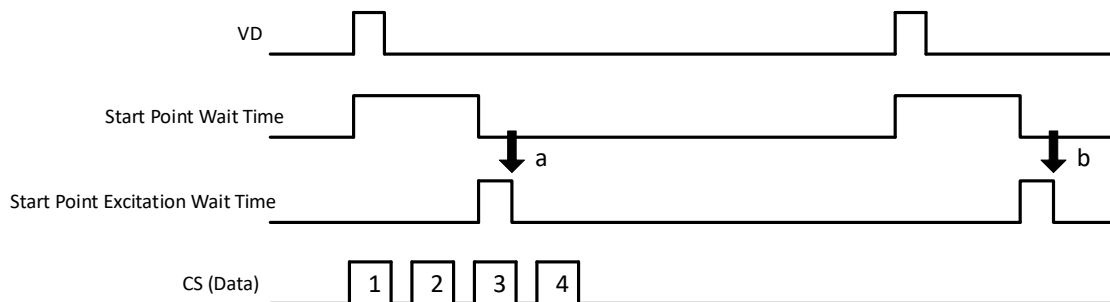 VD
Start Point Wait Time
a
b
Start Point Excitation Wait Time
CS (Data)
1 2 3 4